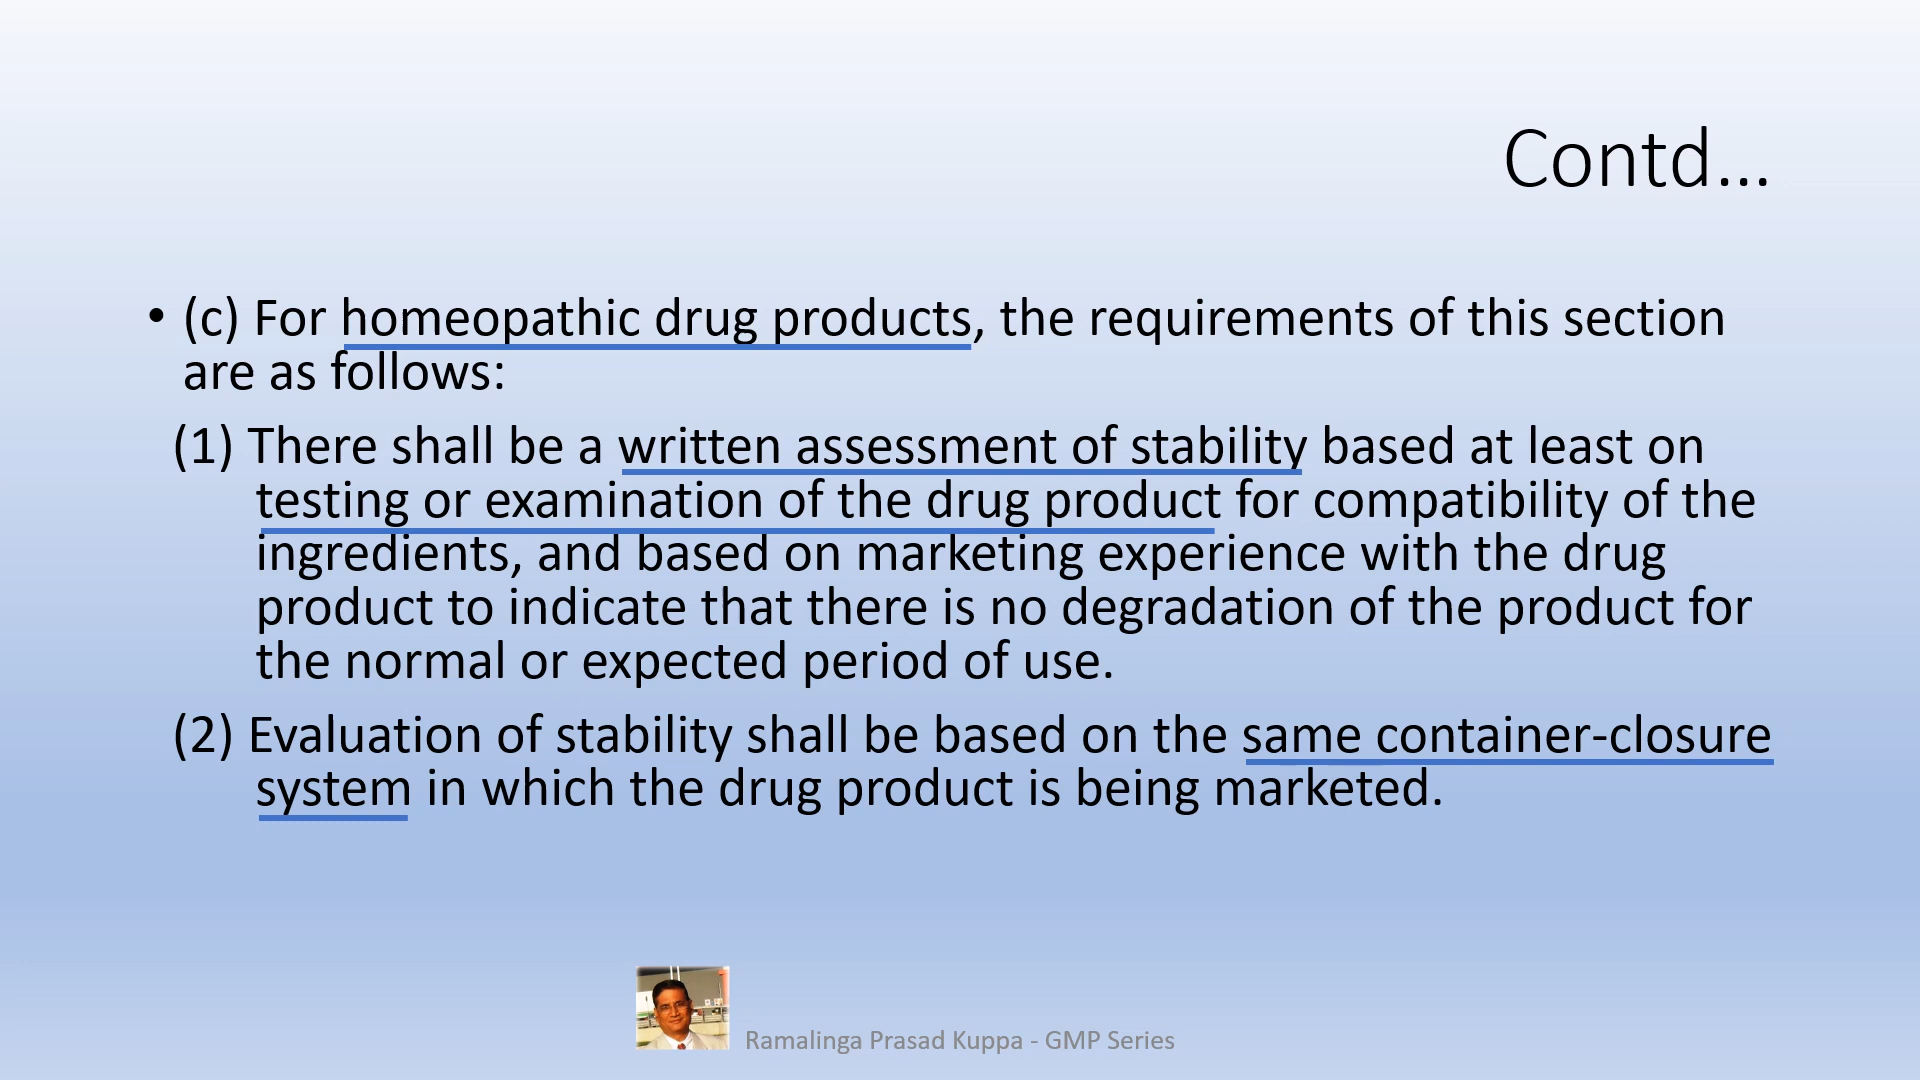 Contd...
• (c) For homeopathic drug products, the requirements of this section
are as follows:
(1) There shall be a written assessment of stability based at least on
testing or examination of the drug product for compatibility of the
ingredients, and based on marketing experience with the drug
product to indicate that there is no degradation of the product for
the normal or expected period of use.
(2) Evaluation of stability shall be based on the same container-closure
system in which the drug product is being marketed.
Ramalinga Prasad Kuppa - GMP Series